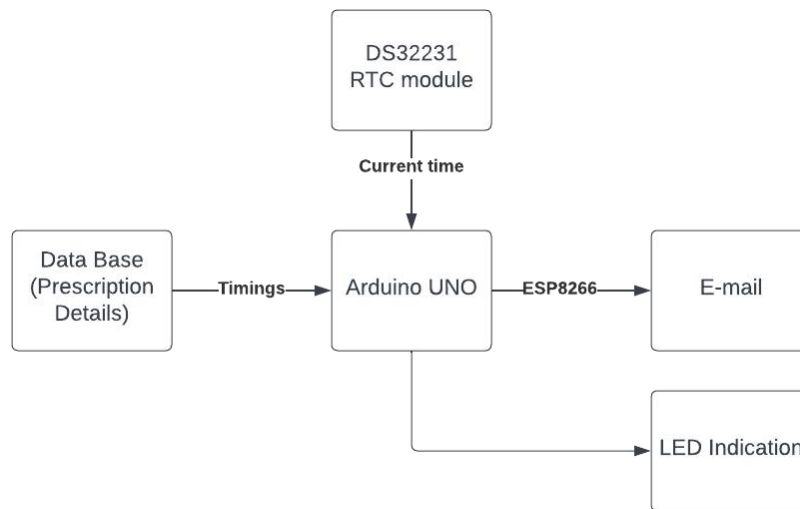 DS32231
RTC module
Current time
Data Base
(Prescription
Details)
Timings
Arduino UNO
ESP8266
E-mail
LED Indication